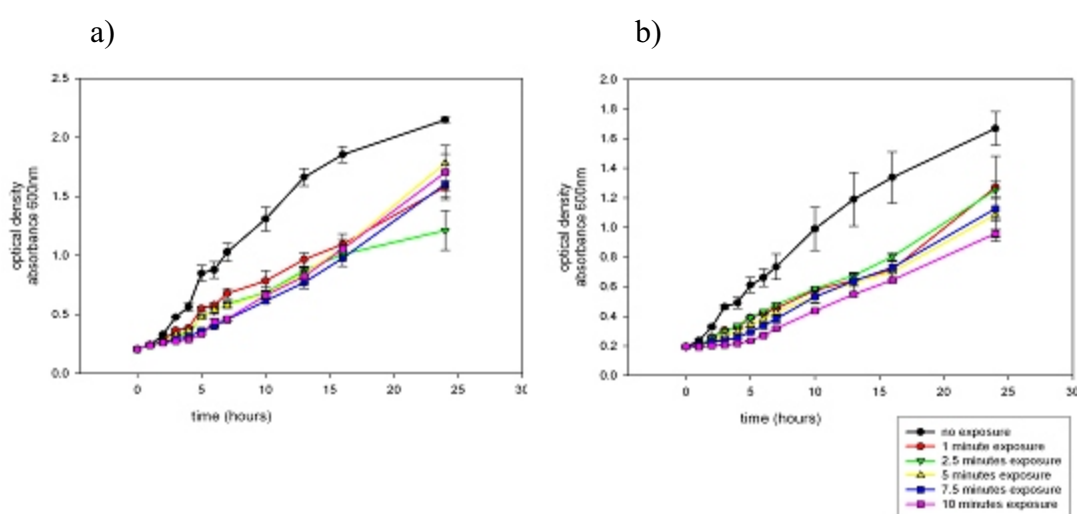 a)
2.5
2.0
1.5
1.0
0.5
0.0
optical density
absorbance 600nm
0 5 10 15 20 25 30
time (hours)
b)
2.0
1.8
1.6
1.4
1.2
1.0
0.8
0.6
0.4
0.2
0.0
optical density
absorbance 600nm
0 5 10 15 20 25 30
time (hours)
no exposure
1 minute exposure
2.5 minutes exposure
5 minutes exposure
7.5 minutes exposure
10 minutes exposure